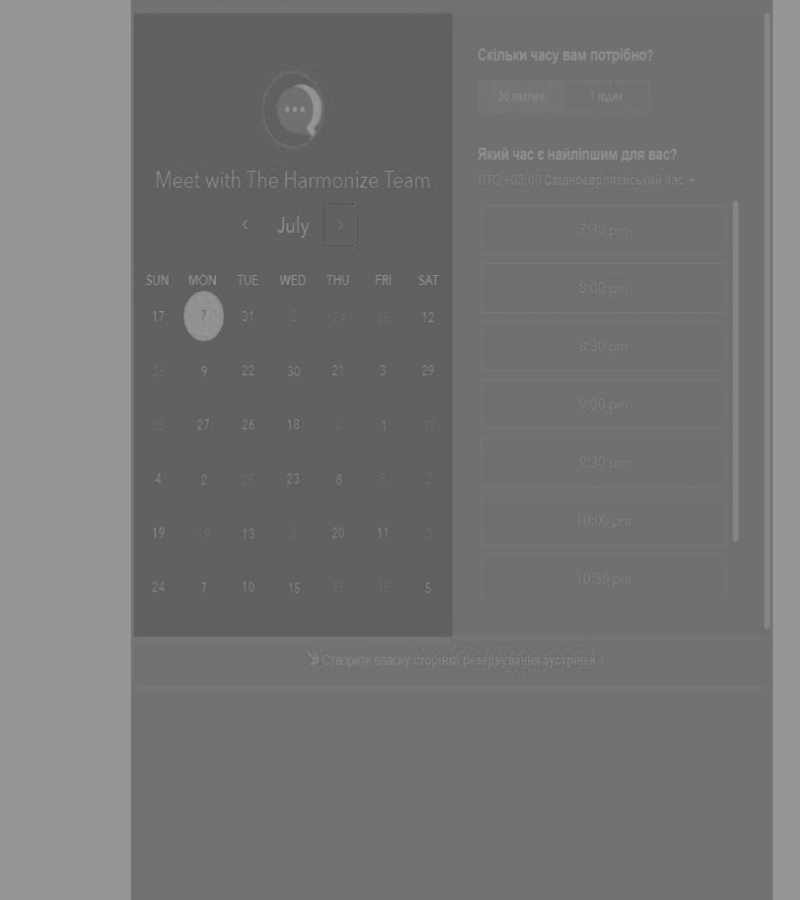 Meet with The Harmonize Team
July
SUN MON TUE WED THU FRI SAT
17 7 31 2 24 28 12
9 22 30 21 3 29
25 27 26 18 4 1 17
4 2 23 8 5 2
19 19 13 8 20 11 3
24 7 10 15 15 15 5
Скільки часу вам потрібно?
30 хвилин 1 годин
Який час є найліпшим для вас?
UTC +03:00 Східноєвропейський час
7:30 pm
8:00 pm
8:30 pm
9:00 pm
9:30 pm
10:00 pm
10:30 pm
Створити власну сторінка резервування зустрічей